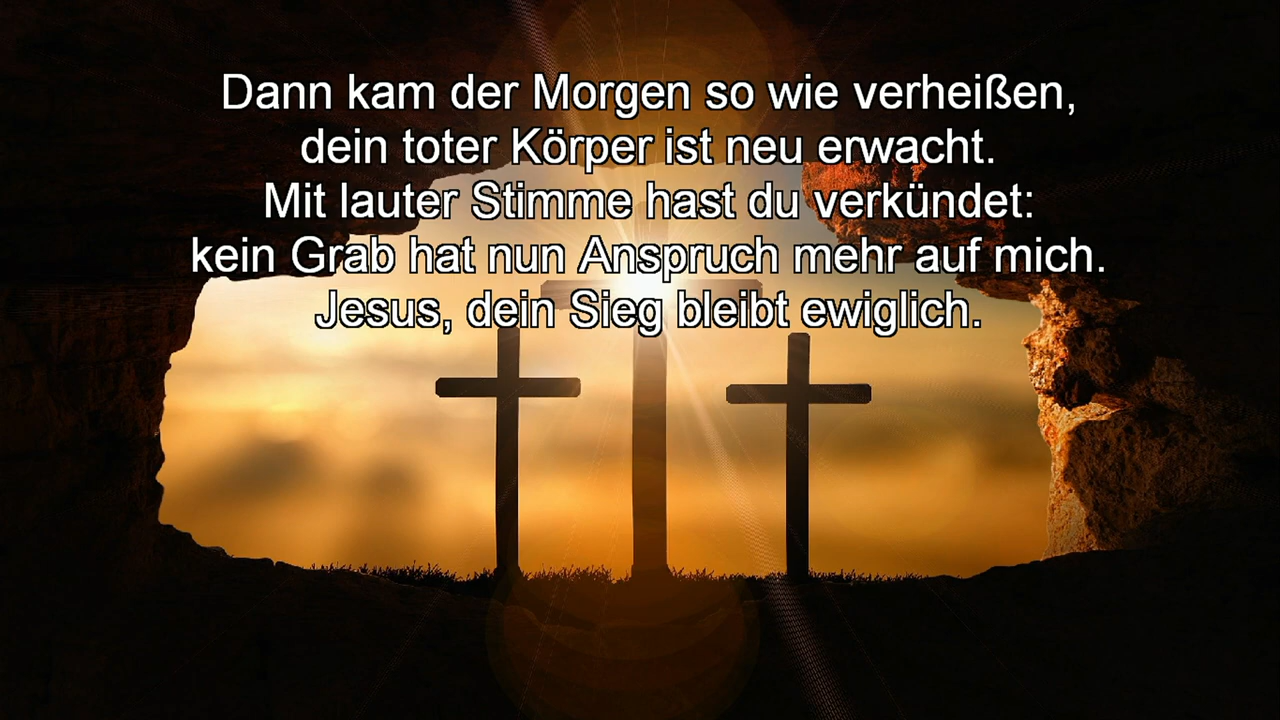 Dann kam der Morgen so wie verheißen,
dein toter Körper ist neu erwacht.
Mit lauter Stimme hast du verkündet:
kein Grab hat nun Anspruch mehr auf mich.
Jesus, dein Sieg bleibt ewiglich.